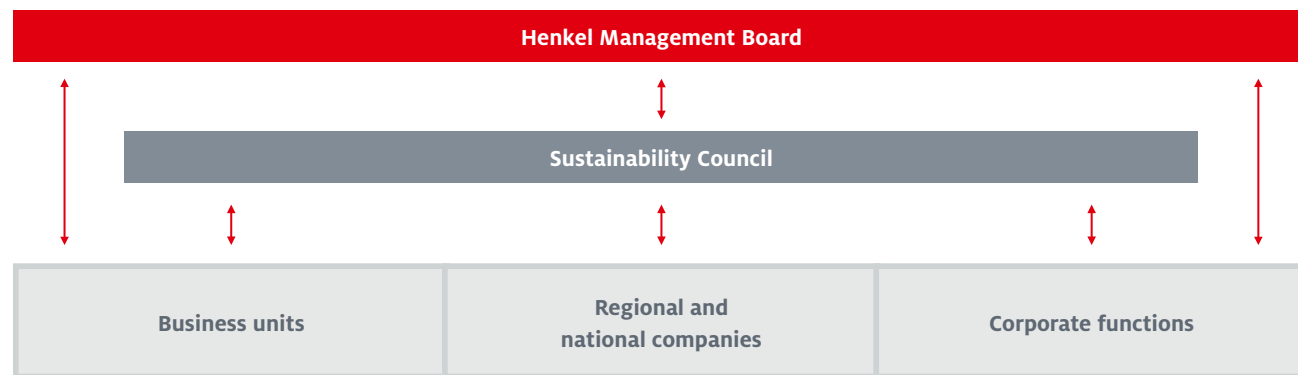 Henkel Management Board
Sustainability Council
Business units
Regional and
national companies
Corporate functions